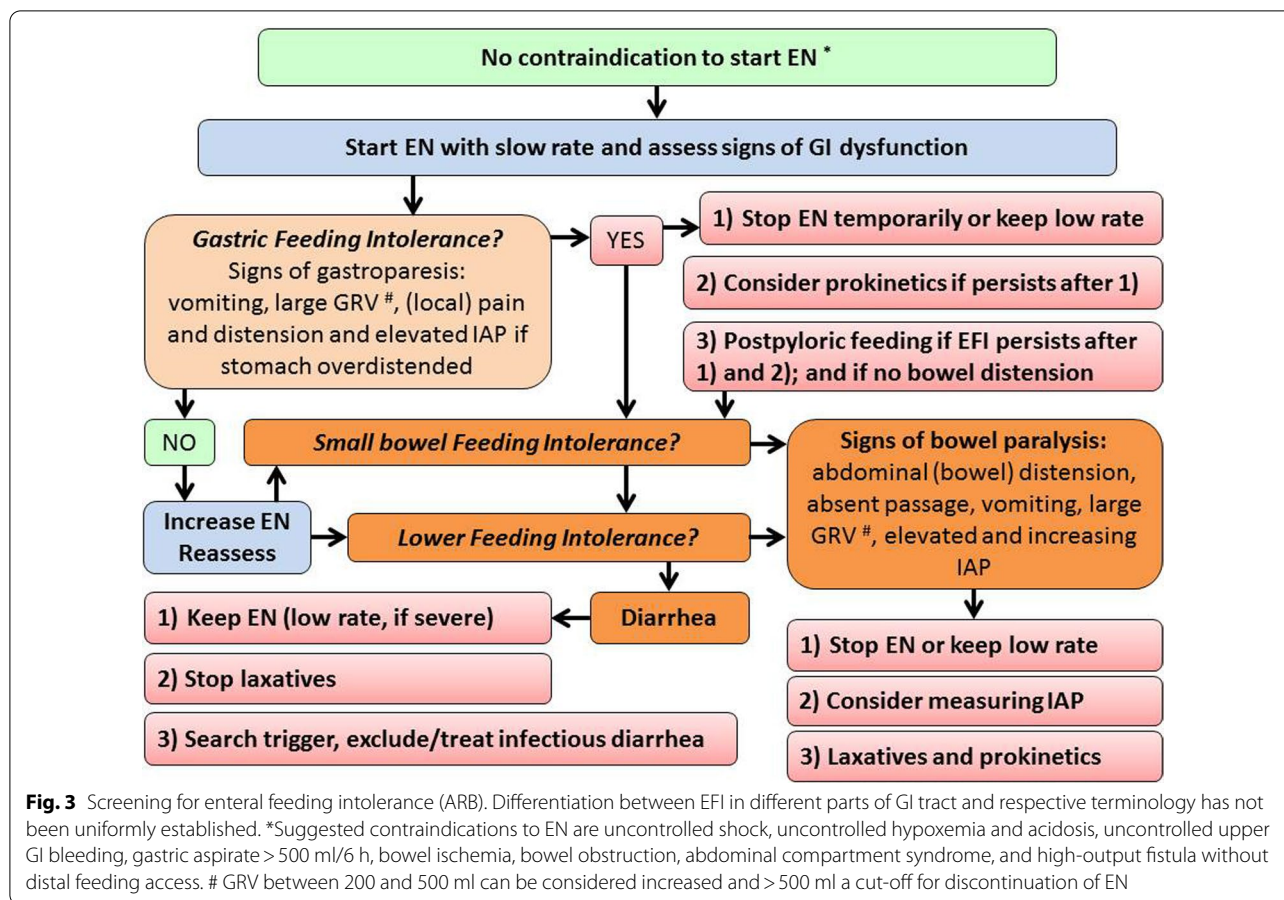 No contraindication to start EN *
Start EN with slow rate and assess signs of GI dysfunction
Gastric Feeding Intolerance?
Signs of gastroparesis:
vomiting, large GRV #, (local) pain
and distension and elevated IAP if
stomach overdistended
YES
1) Stop EN temporarily or keep low rate
2) Consider prokinetics if persists after 1)
3) Postpyloric feeding if EFI persists after
1) and 2); and if no bowel distension
NO
Small bowel Feeding Intolerance?
Signs of bowel paralysis:
abdominal (bowel) distension,
absent passage, vomiting, large
GRV #, elevated and increasing
IAP
Increase EN
Reassess
Lower Feeding Intolerance?
Diarrhea
1) Keep EN (low rate, if severe)
2) Stop laxatives
3) Search trigger, exclude/treat infectious diarrhea
1) Stop EN or keep low rate
2) Consider measuring IAP
3) Laxatives and prokinetics
Fig. 3 Screening for enteral feeding intolerance (ARB). Differentiation between EFI in different parts of GI tract and respective terminology has not
been uniformly established. *Suggested contraindications to EN are uncontrolled shock, uncontrolled hypoxemia and acidosis, uncontrolled upper
GI bleeding, gastric aspirate > 500 ml/6 h, bowel ischemia, bowel obstruction, abdominal compartment syndrome, and high-output fistula without
distal feeding access. # GRV between 200 and 500 ml can be considered increased and > 500 ml a cut-off for discontinuation of EN